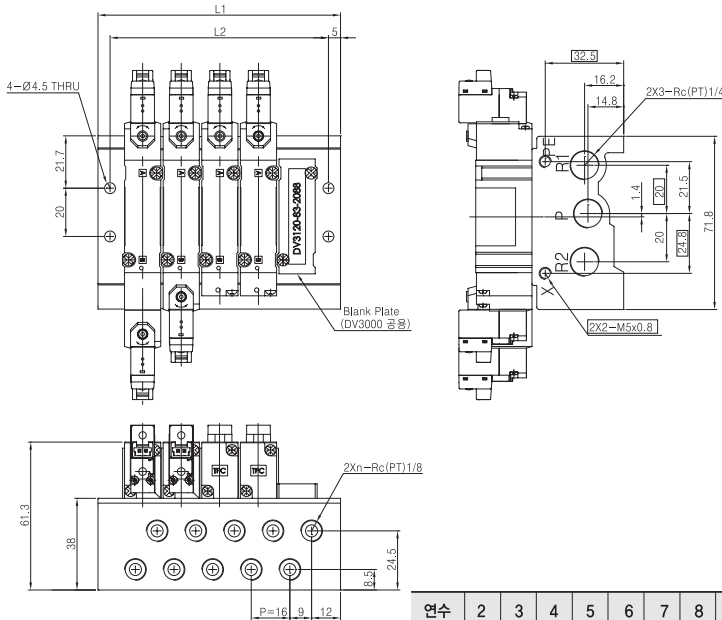 L1
L2
5
4-Ø4.5 THRU
21.7
20
DV3120-83-2088
Blank Plate
(DV3000 공용)
32.5
16.2
14.8
2X3-Rc(PT)1/4
PE
R1
P
R2
X
1.4
20
20
21.5
24.8
71.8
2X2-M5x0.8
TPC
TPC
2Xn-Rc(PT)1/8
61.3
38
24.5
8.5
P=16
9
12
연수 2 3 4 5 6 7 8